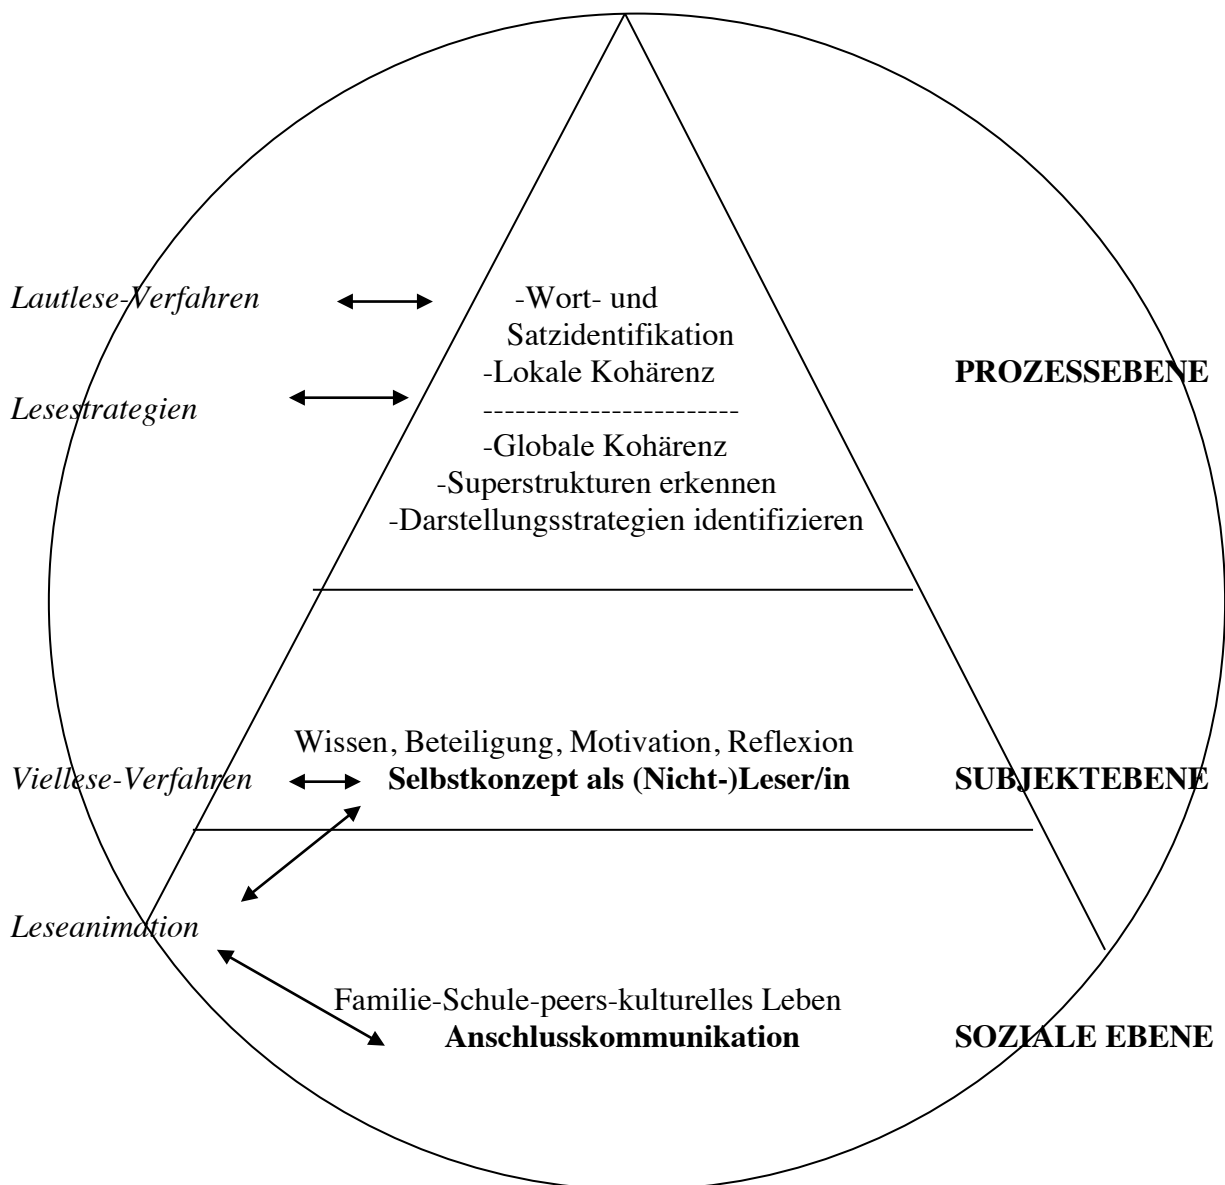 Lautlese-Verfahren
-Wort- und
Satzidentifikation
-Lokale Kohärenz
PROZESSEBENE
Lesestrategien
------------------------
-Globale Kohärenz
-Superstrukturen erkennen
-Darstellungsstrategien identifizieren
Wissen, Beteiligung, Motivation, Reflexion
Viellese-Verfahren
Selbstkonzept als (Nicht-)Leser/in
SUBJEKTEBENE
Leseanimation
Familie-Schule-peers-kulturelles Leben
Anschlusskommunikation
SOZIALE EBENE